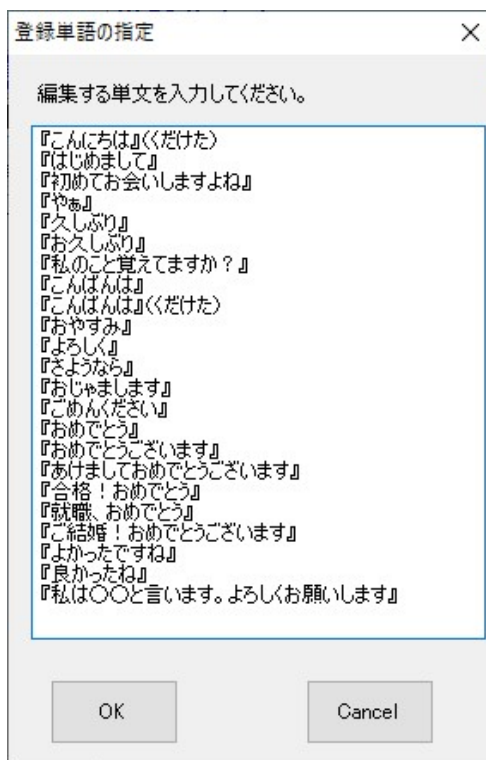 登録単語の指定
編集する単文を入力してください。
『こんにちは』(くだけた)
『はじめまして』
『初めてお会いしますよね』
『やぁ』
『久しぶり』
『お久しぶり』
『私のこと覚えてますか？』
『こんばんは』
『こんばんは』(くだけた)
『おやすみ』
『よろしく』
『さようなら』
『おじゃまします』
『ごめんください』
『おめでとう』
『おめでとうございます』
『あけましておめでとうございます』
『合格！おめでとう』
『就職、おめでとう』
『ご結婚！おめでとうございます』
『よかったですね』
『良かったね』
『私は〇〇と言います。よろしくお願いします』
OK
Cancel